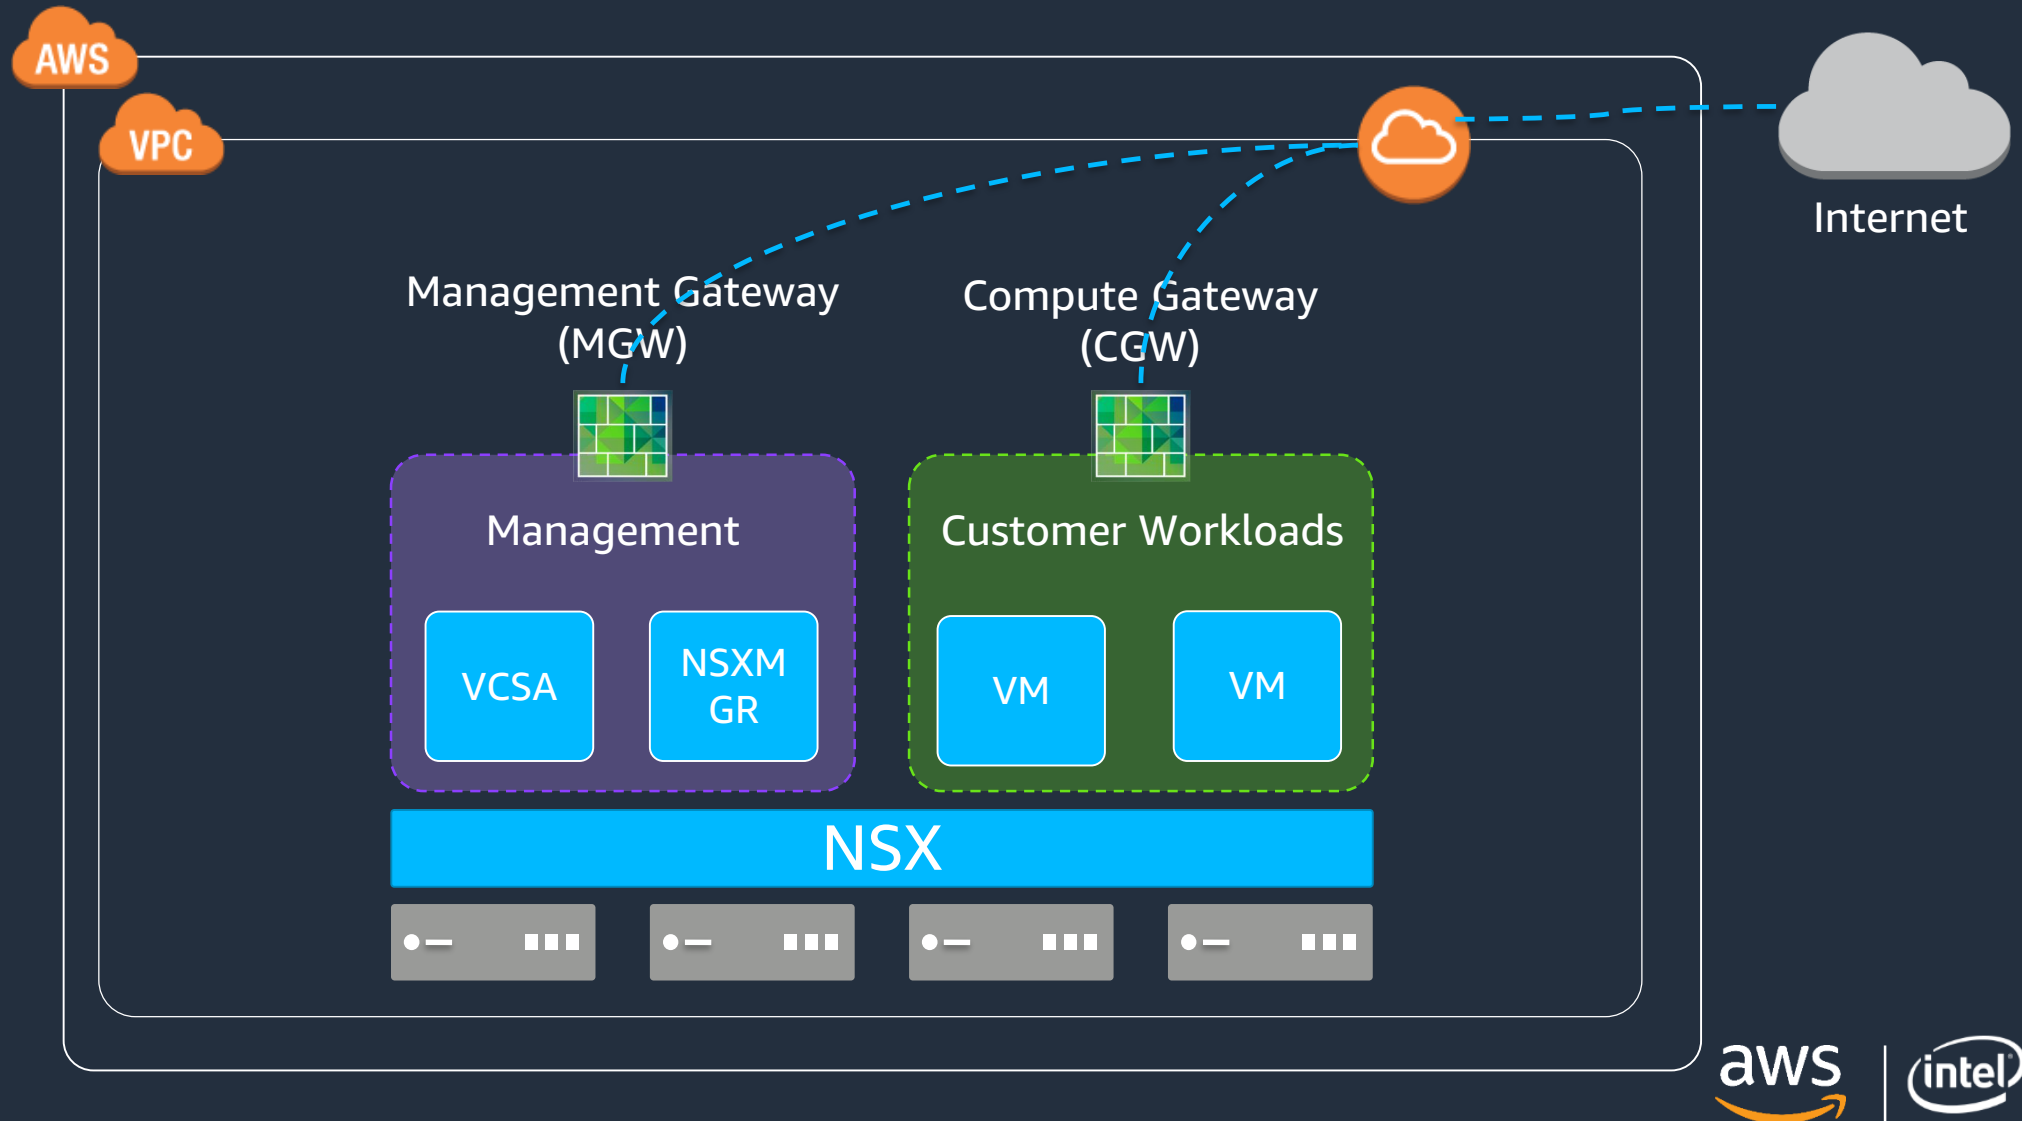 AWS
VPC
Internet
Management Gateway
(MGW)
Compute Gateway
(CGW)
Management
Customer Workloads
VCSA
NSXM
GR
VM
VM
NSX
aws
intel